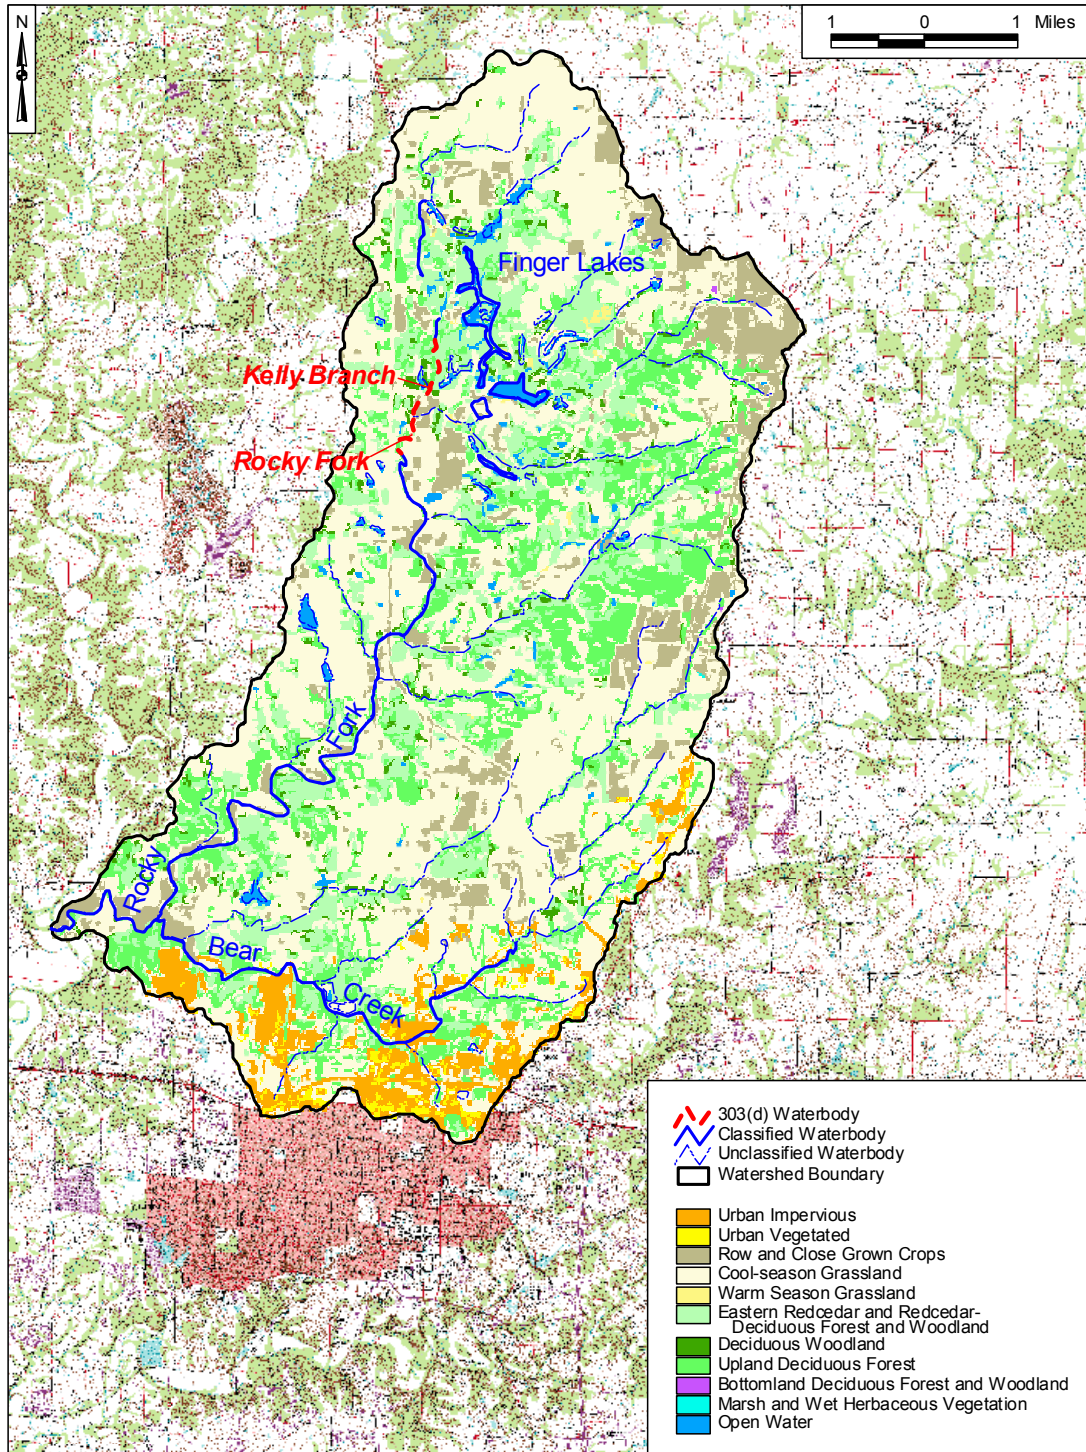 N
1 0 1 Miles
Finger Lakes
Kelly Branch
Rocky Fork
Fork
Rocky
Bear
Creek
303(d) Waterbody
Classified Waterbody
Unclassified Waterbody
Watershed Boundary
Urban Impervious
Urban Vegetated
Row and Close Grown Crops
Cool-season Grassland
Warm Season Grassland
Eastern Redcedar and Redcedar-
Deciduous Forest and Woodland
Deciduous Woodland
Upland Deciduous Forest
Bottomland Deciduous Forest and Woodland
Marsh and Wet Herbaceous Vegetation
Open Water